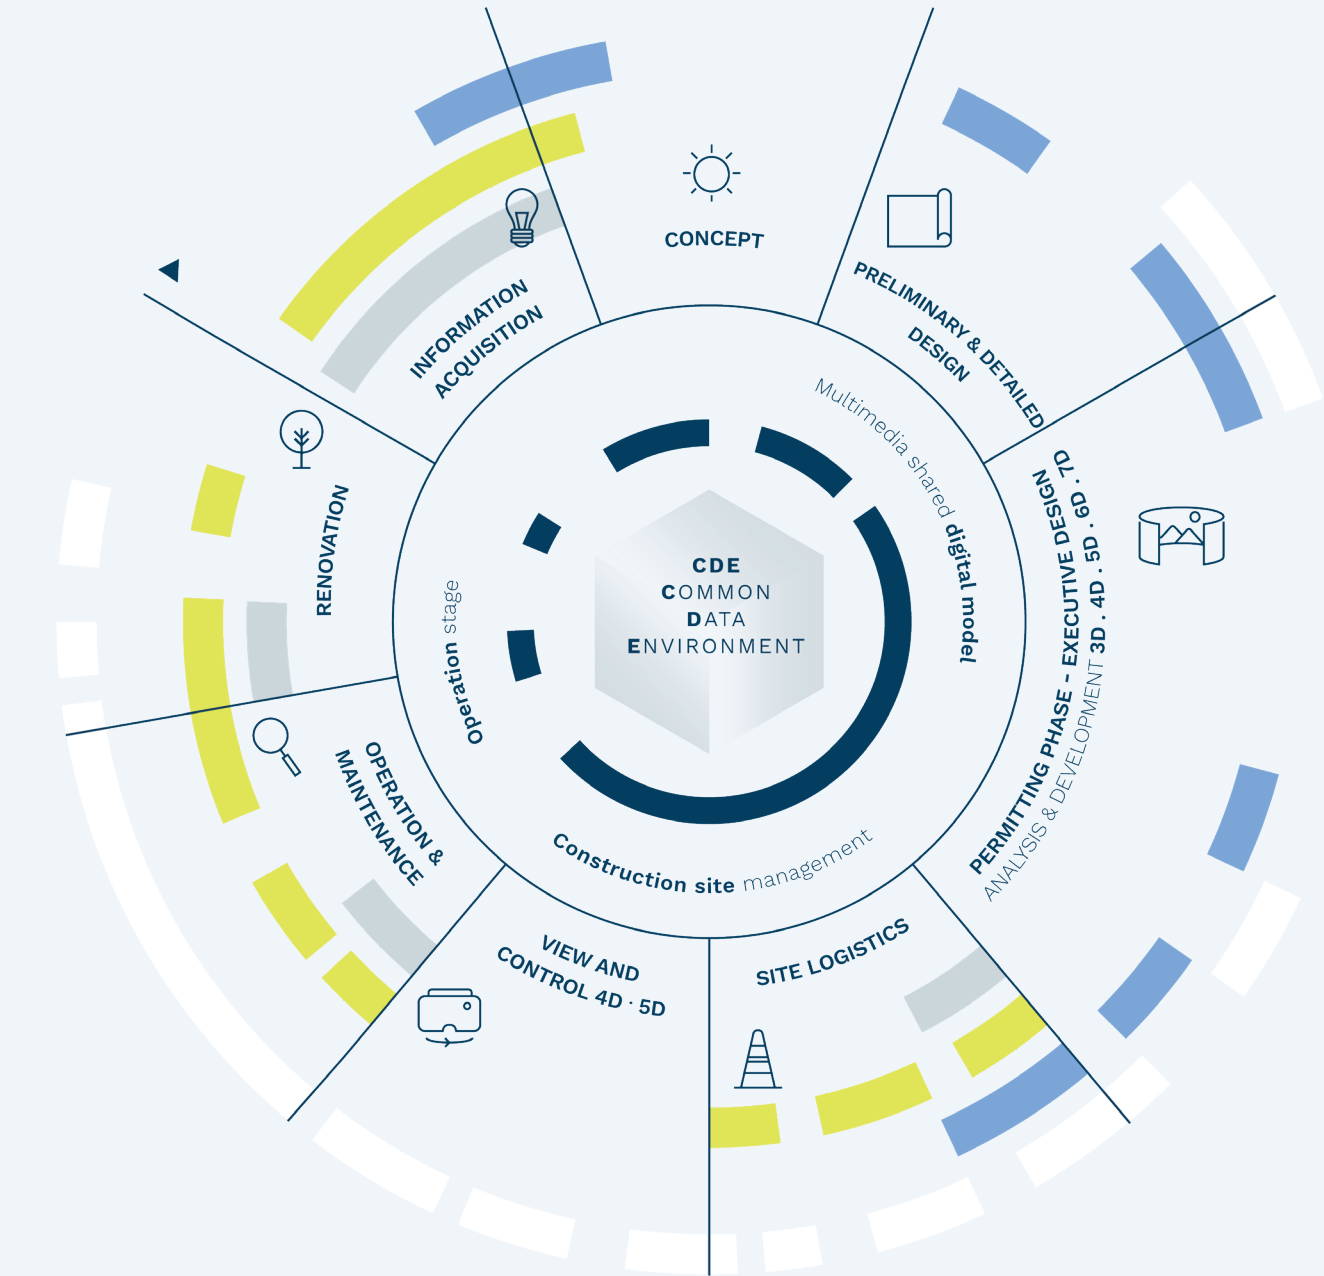 CONCEPT
PRELIMINARY & DETAILED
DESIGN
PERMITTING PHASE - EXECUTIVE DESIGN
ANALYSIS & DEVELOPMENT 3D . 4D . 5D . 6D . 7D
SITE LOGISTICS
VIEW AND
CONTROL 4D · 5D
OPERATION &
MAINTENANCE
RENOVATION
INFORMATION
ACQUISITION
Multimedia shared digital model
Construction site management
Operation stage
CDE
COMMON
DATA
ENVIRONMENT